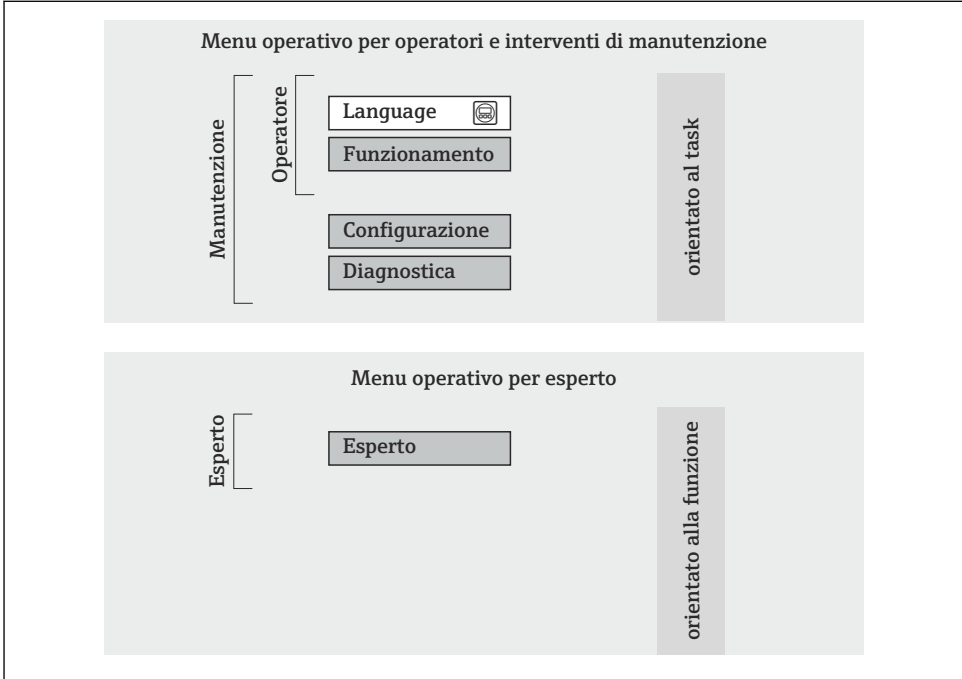 Menu operativo per operatori e interventi di manutenzione
Manutenzione
Operatore
Language
Funzionamento
Configurazione
Diagnostica
orientato al task
Menu operativo per esperto
Esperto
Esperto
orientato alla funzione